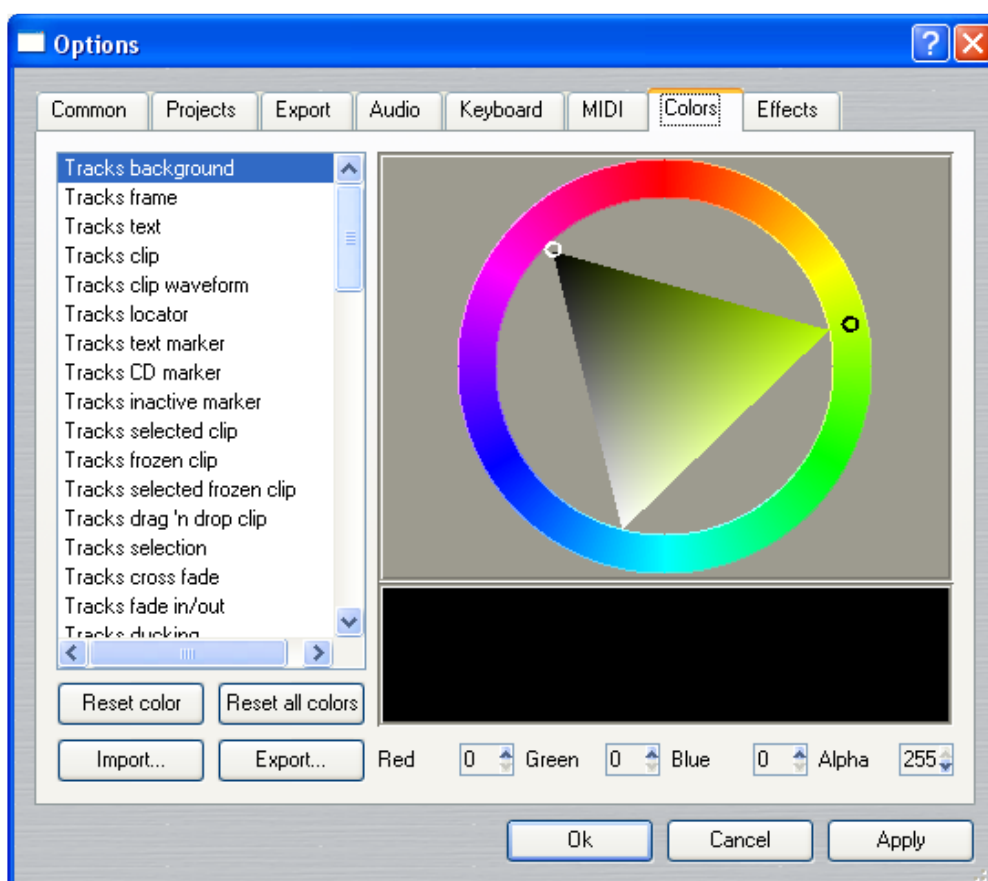 Options
Common Projects Export Audio Keyboard MIDI Colors Effects
Tracks background
Tracks frame
Tracks text
Tracks clip
Tracks clip waveform
Tracks locator
Tracks text marker
Tracks CD marker
Tracks inactive marker
Tracks selected clip
Tracks frozen clip
Tracks selected frozen clip
Tracks drag 'n drop clip
Tracks selection
Tracks cross fade
Tracks fade in/out
Tracks ducking
Reset color Reset all colors
Import... Export... Red 0 Green 0 Blue 0 Alpha 255
Ok Cancel Apply